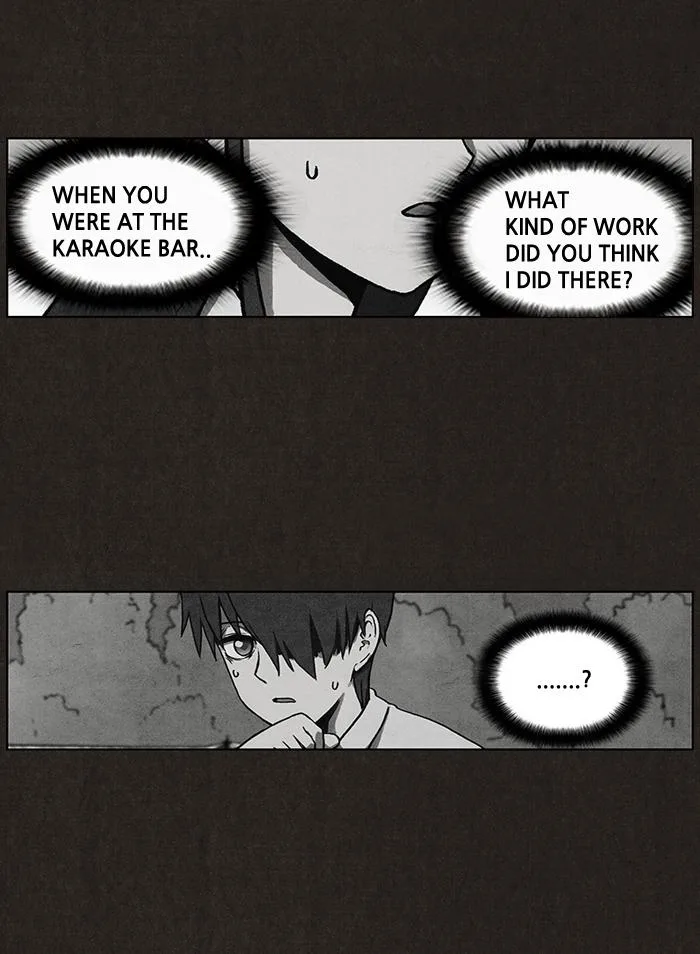 WHEN YOU
WERE AT THE
KARAOKE BAR..
WHAT
KIND OF WORK
DID YOU THINK
I DID THERE?
.......?